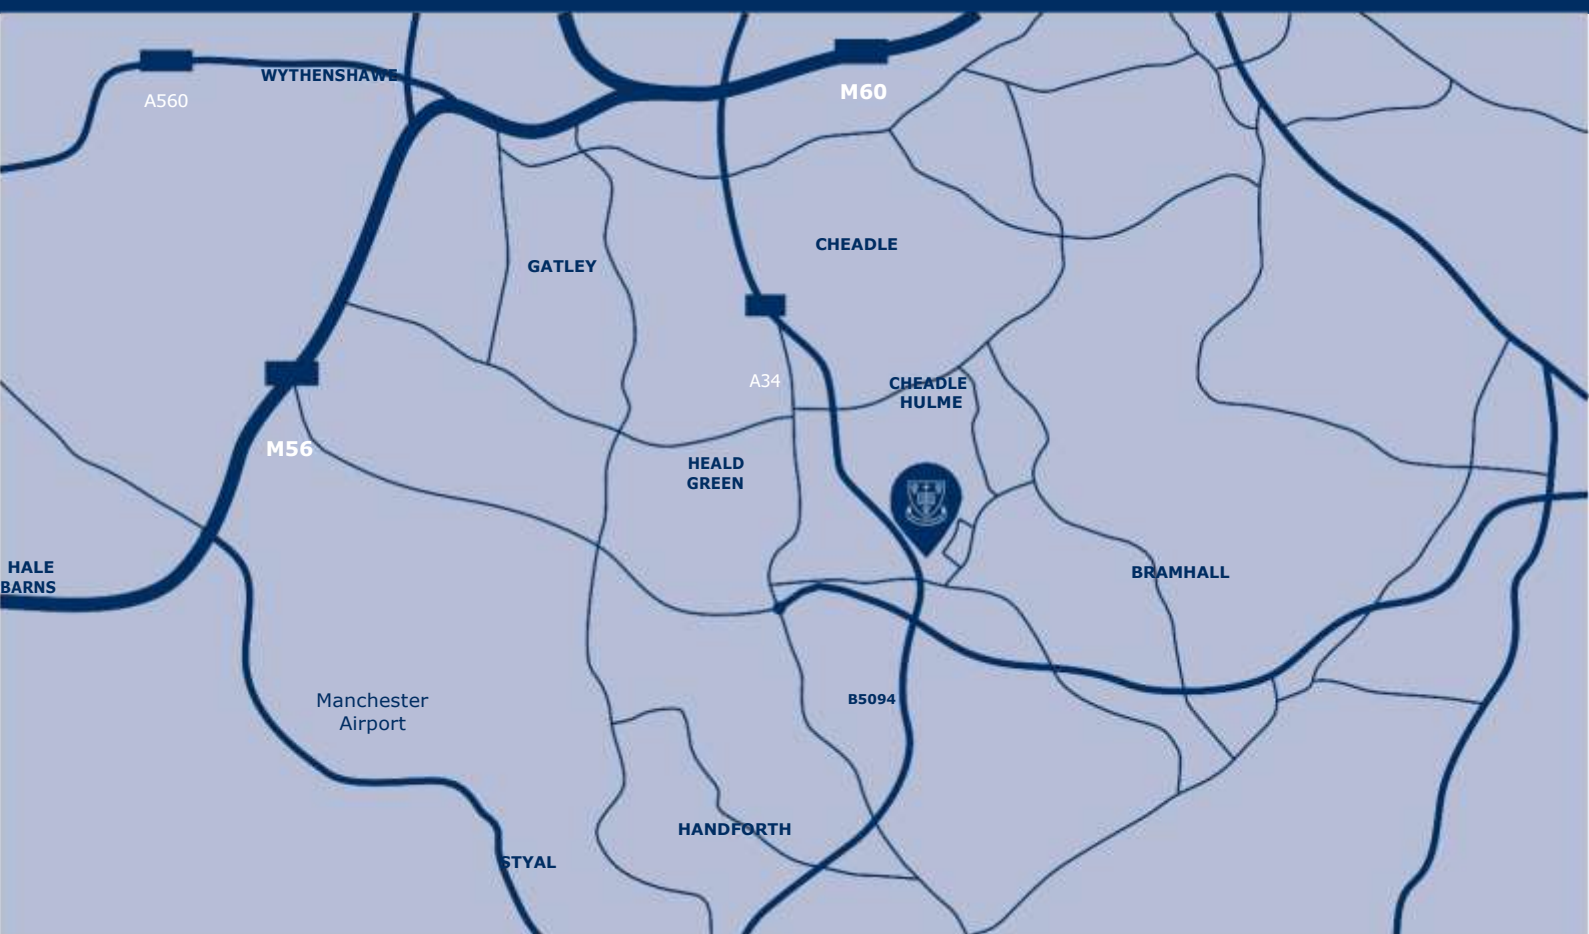 WYTHENSHAWE
A560
M60
CHEADLE
GATLEY
A34
CHEADLE
HULME
M56
HEALD
GREEN
HALE
BARNS
BRAMHALL
Manchester
Airport
B5094
HANDFORTH
STYAL